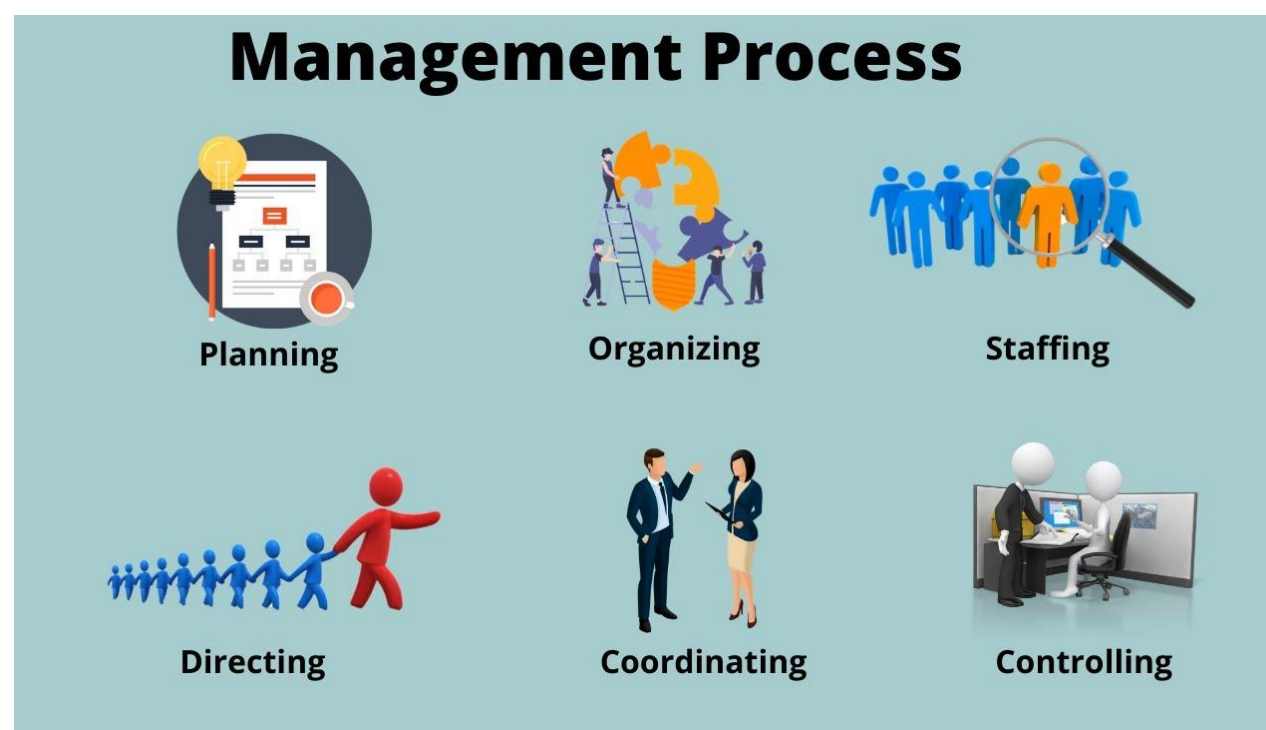 Management Process
Planning
Organizing
Staffing
Directing
Coordinating
Controlling